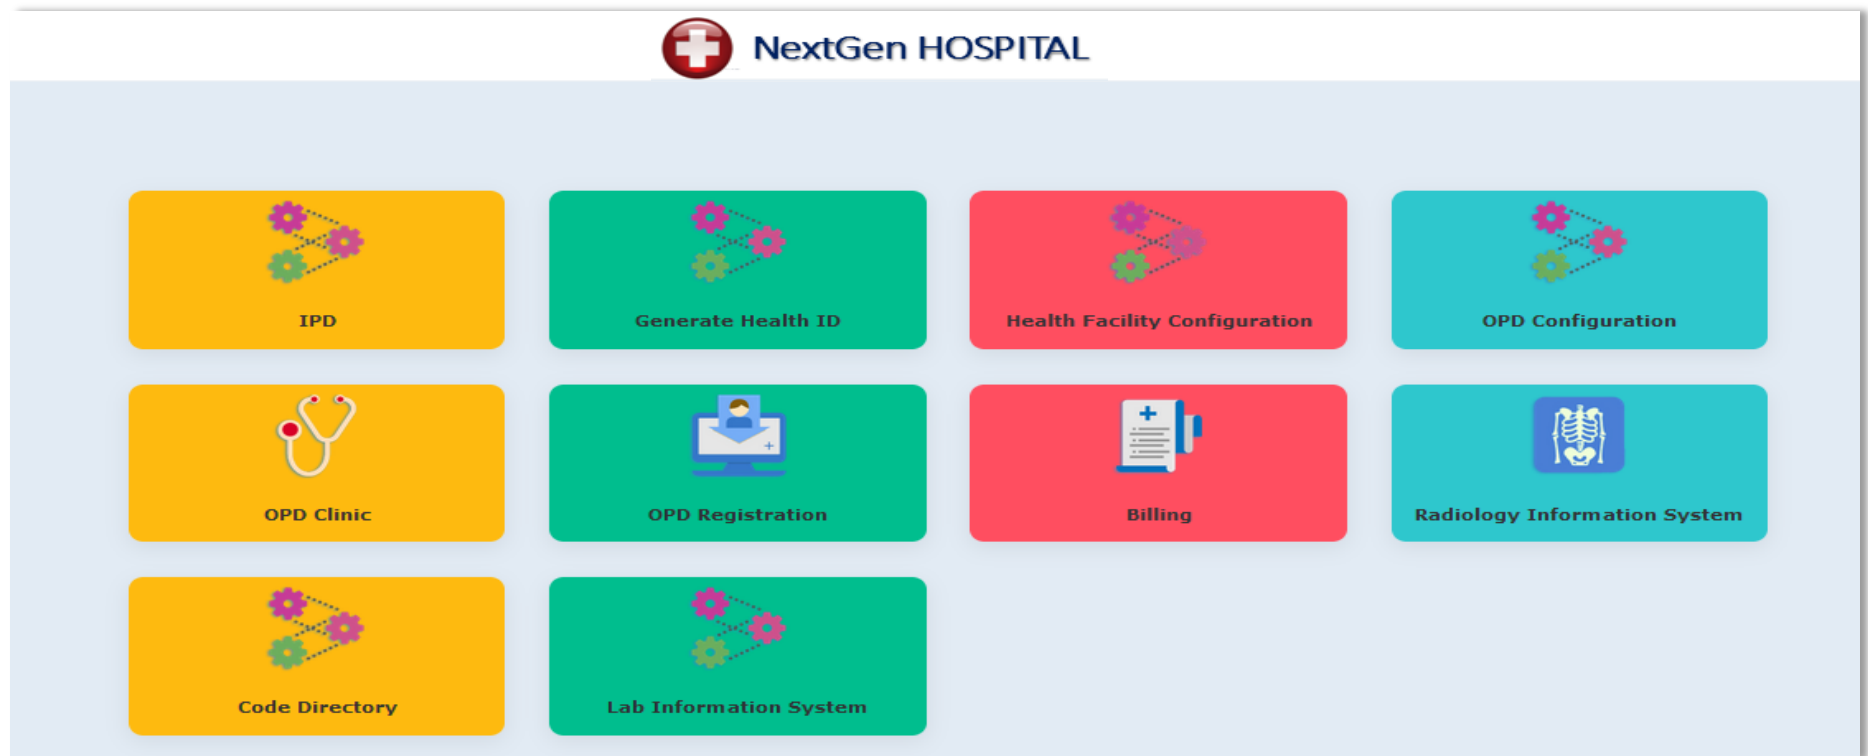 NextGen HOSPITAL
IPD
Generate Health ID
Health Facility Configuration
OPD Configuration
OPD Clinic
OPD Registration
Billing
Radiology Information System
Code Directory
Lab Information System